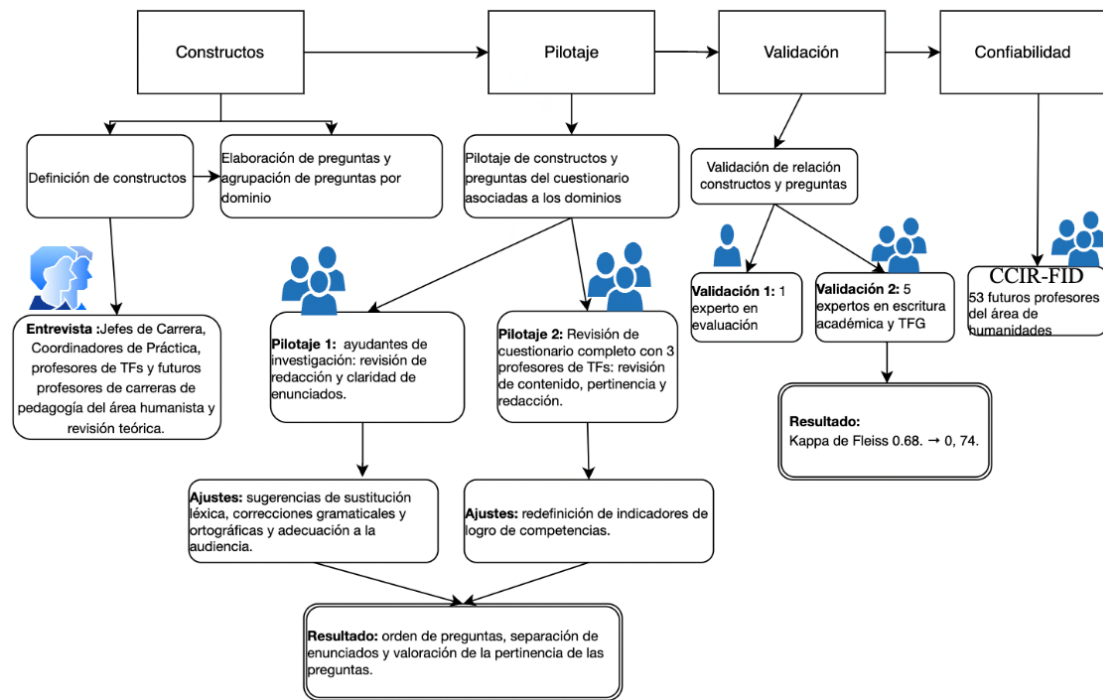 Constructos
Pilotaje
Validación
Confiabilidad
Definición de constructos
Elaboración de preguntas y
agrupación de preguntas por
dominio
Pilotaje de constructos y
preguntas del cuestionario
asociadas a los dominios
Validación de relación
constructos y preguntas
Entrevista :Jefes de Carrera,
Coordinadores de Práctica,
profesores de TFs y futuros
profesores de carreras de
pedagogía del área humanista y
revisión teórica.
Pilotaje 1: ayudantes de
investigación: revisión de
redacción y claridad de
enunciados.
Pilotaje 2: Revisión de
cuestionario completo con 3
profesores de TFs: revisión
de contenido, pertinencia y
redacción.
Validación 1: 1
experto en
evaluación
Validación 2: 5
expertos en escritura
académica y TFG
CCIR-FID
53 futuros profesores
del área de
humanidades
Resultado:
Kappa de Fleiss 0.68. → 0, 74.
Ajustes: sugerencias de sustitución
léxica, correcciones gramaticales y
ortográficas y adecuación a la
audiencia.
Ajustes: redefinición de indicadores de
logro de competencias.
Resultado: orden de preguntas, separación de
enunciados y valoración de la pertinencia de las
preguntas.